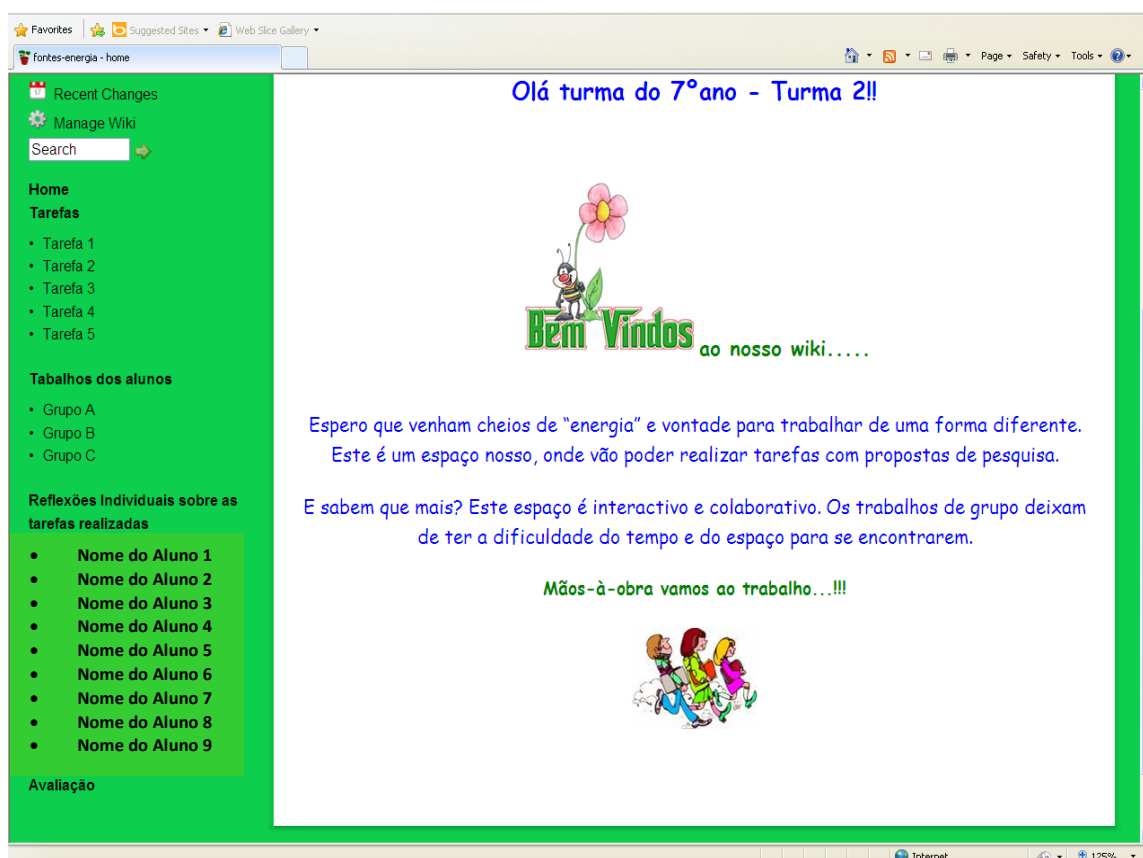 Favorites Suggested Sites Web Slice Gallery
fontes-energia - home Page Safety Tools
Recent Changes
Manage Wiki
Search
Home
Tarefas
• Tarefa 1
• Tarefa 2
• Tarefa 3
• Tarefa 4
• Tarefa 5
Tabalhos dos alunos
• Grupo A
• Grupo B
• Grupo C
Reflexões Individuais sobre as
tarefas realizadas
• Nome do Aluno 1
• Nome do Aluno 2
• Nome do Aluno 3
• Nome do Aluno 4
• Nome do Aluno 5
• Nome do Aluno 6
• Nome do Aluno 7
• Nome do Aluno 8
• Nome do Aluno 9
Avaliação
Olá turma do 7ºano - Turma 2!!
Bem Vindos ao nosso wiki.....
Espero que venham cheios de “energia” e vontade para trabalhar de uma forma diferente.
Este é um espaço nosso, onde vão poder realizar tarefas com propostas de pesquisa.
E sabem que mais? Este espaço é interactivo e colaborativo. Os trabalhos de grupo deixam
de ter a dificuldade do tempo e do espaço para se encontrarem.
Mãos-à-obra vamos ao trabalho...!!!
Internet 125%